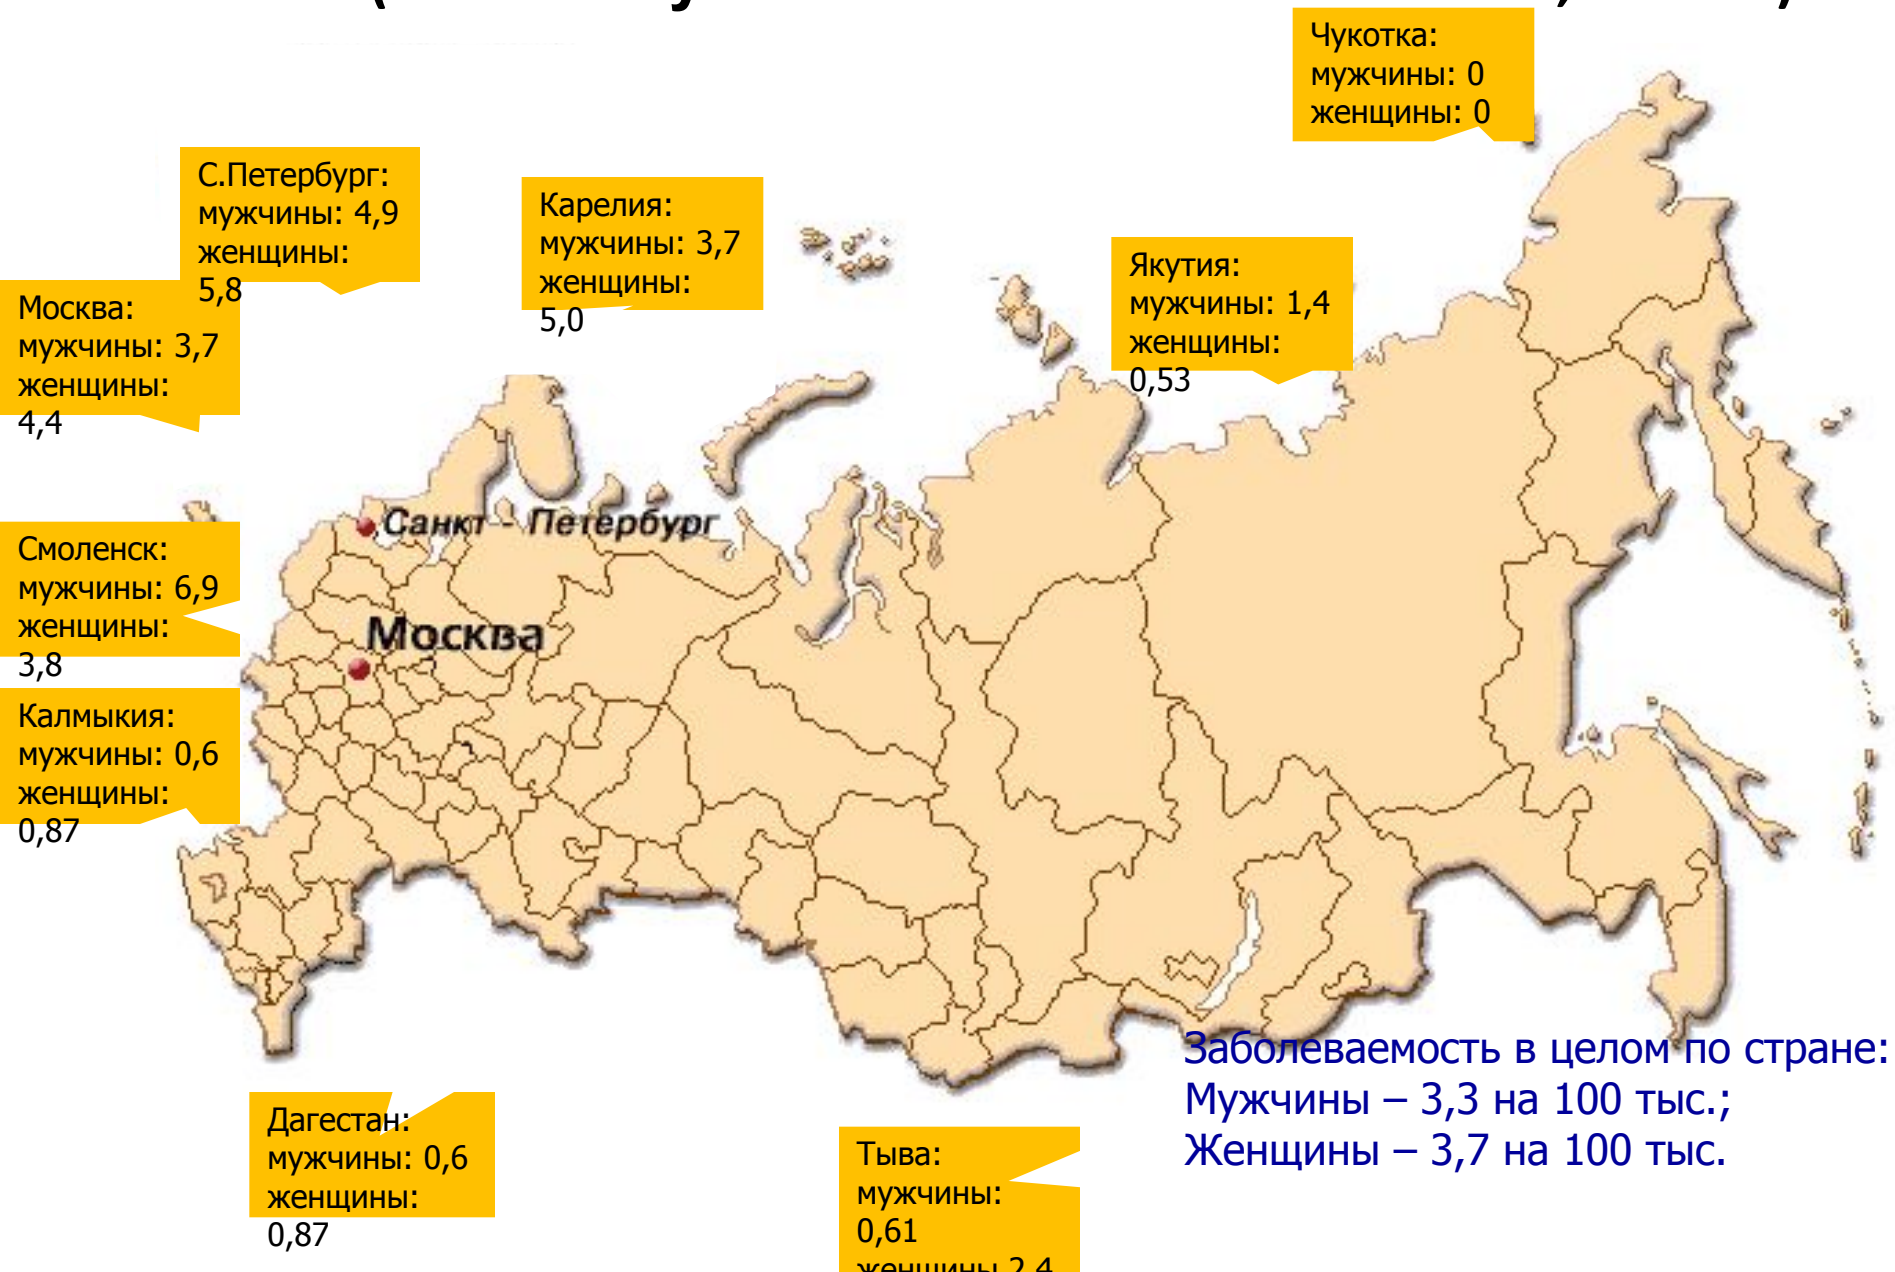 Чукотка:
мужчины: 0
женщины: 0
С.Петербург:
мужчины: 4,9
женщины:
5,8
Карелия:
мужчины: 3,7
женщины:
5,0
Якутия:
мужчины: 1,4
женщины:
0,53
Москва:
мужчины: 3,7
женщины:
4,4
Санкт - Петербург
Смоленск:
мужчины: 6,9
женщины:
3,8
Москва
Калмыкия:
мужчины: 0,6
женщины:
0,87
Заболеваемость в целом по стране:
Мужчины – 3,3 на 100 тыс.;
Женщины – 3,7 на 100 тыс.
Дагестан:
мужчины: 0,6
женщины:
0,87
Тыва:
мужчины:
0,61
женщины 2,4